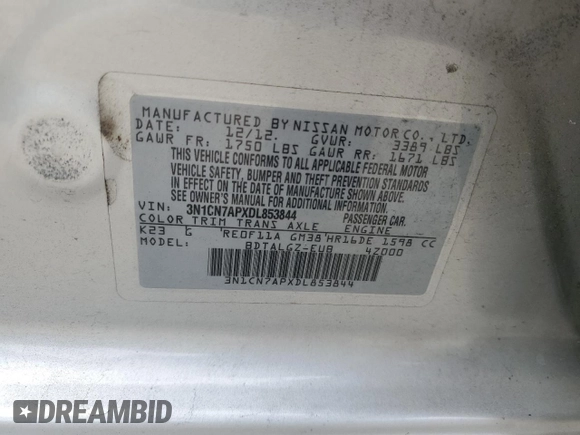 MANUFACTURED BY NISSAN MOTOR CO., LTD.
DATE: 12/12. GVWR: 3389 LBS
GAWR FR: 1750 LBS GAWR RR: 1671 LBS
THIS VEHICLE CONFORMS TO ALL APPLICABLE FEDERAL MOTOR
VEHICLE SAFETY, BUMPER AND THEFT PREVENTION STANDARDS
IN EFFECT ON THE DATE OF MANUFACTURE SHOWN ABOVE.
SEE OWNERS MANUAL FOR ADDITIONAL INFORMATION.
VIN: 3N1CN7APXDL853844 PASSENGER CAR.
COLOR TRIM TRANS AXLE ENGINE
K23 G RE0F11A GM38 HR16DE 1598 CC
MODEL: BDTALGZ-EUB 4Z000
3N1CN7APXDL853844
DREAMBID